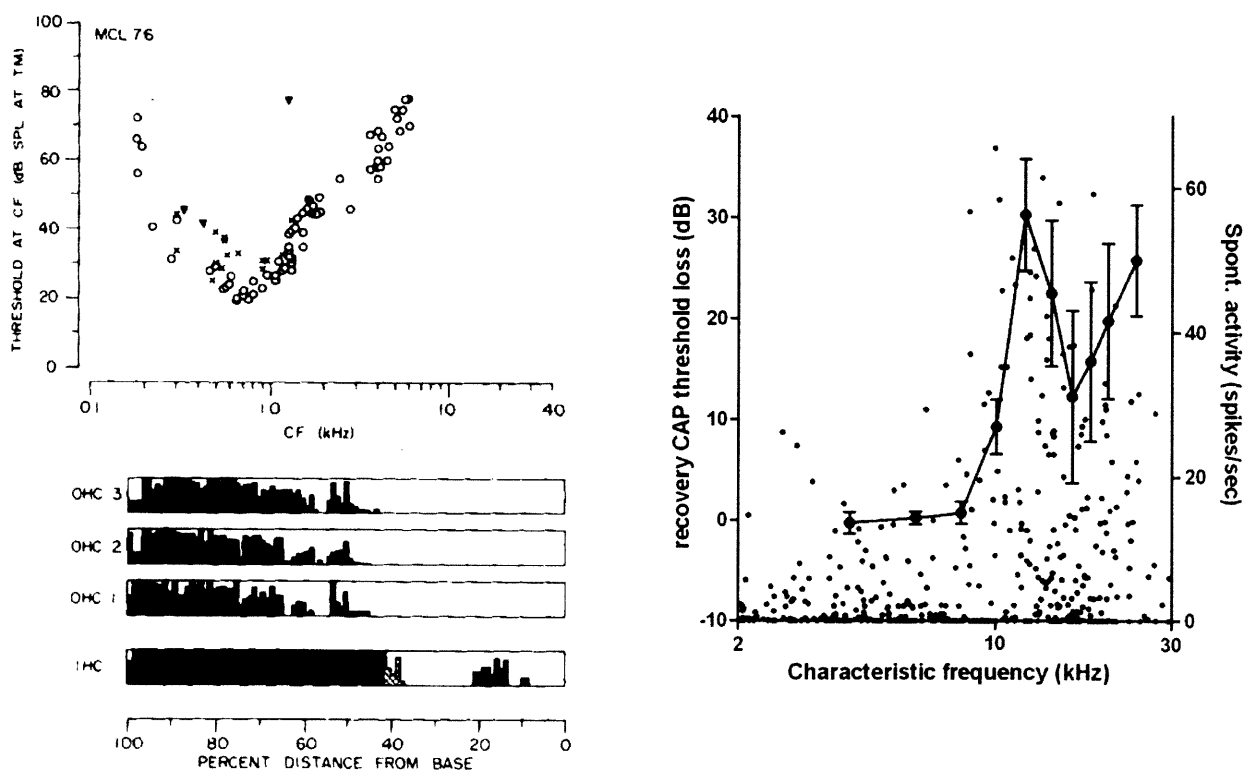 MCL 76
THRESHOLD AT CF (dB SPL AT TM)
100
80
60
40
20
0
01 10 10 40
CF (kHz)
OHC 3
OHC 2
OHC 1
IHC
100 80 60 40 20 0
PERCENT DISTANCE FROM BASE
recovery CAP threshold loss (dB)
40
30
20
10
0
-10
2 10 30
Characteristic frequency (kHz)
60
40
20
0
Spont. activity (spikes/sec)